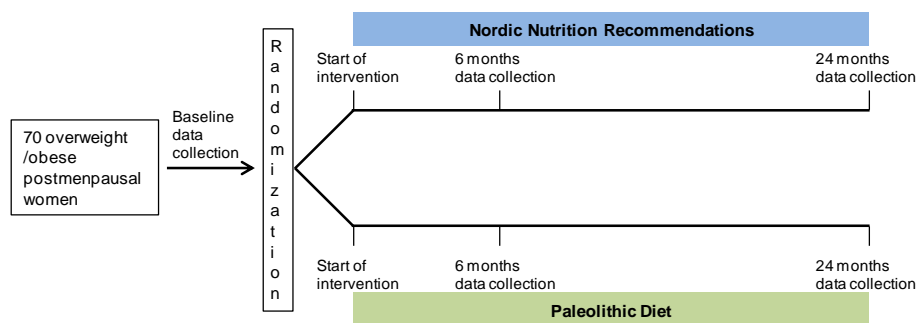 Nordic Nutrition Recommendations
Start of
intervention
6 months
data collection
24 months
data collection
Randomization
Baseline
data
collection
70 overweight
/obese
postmenpausal
women
Start of
intervention
6 months
data collection
24 months
data collection
Paleolithic Diet